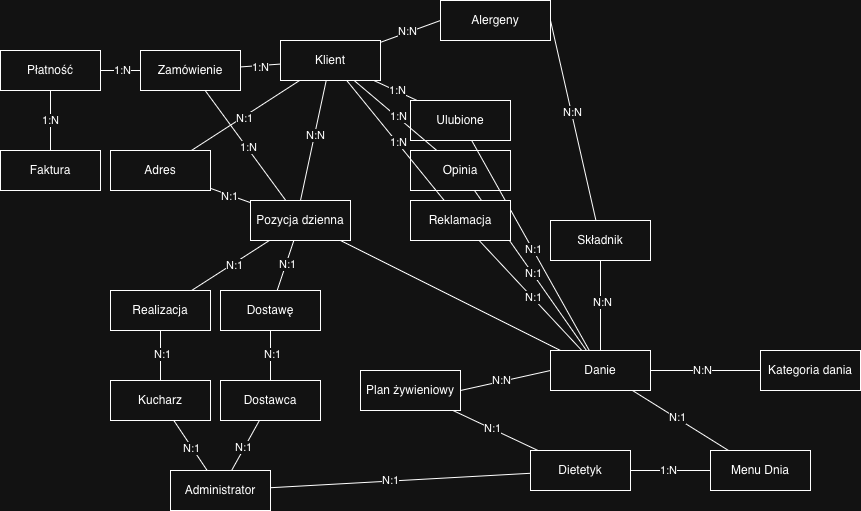 Alergeny
N:N
Płatność
1:N
Zamówienie
1:N
Klient
1:N
Ulubione
N:N
1:N
1:N
N:1
N:N
1:N
1:N
Faktura
Adres
Opinia
N:1
Pozycja dzienna
Reklamacja
Składnik
N:1
N:1
N:1
N:1
N:1
Realizacja
Dostawę
N:N
N:1
N:1
N:1
Danie
N:N
Kategoria dania
Plan żywieniowy
N:N
Kucharz
Dostawca
N:1
N:1
N:1
N:1
Administrator
N:1
Dietetyk
1:N
Menu Dnia